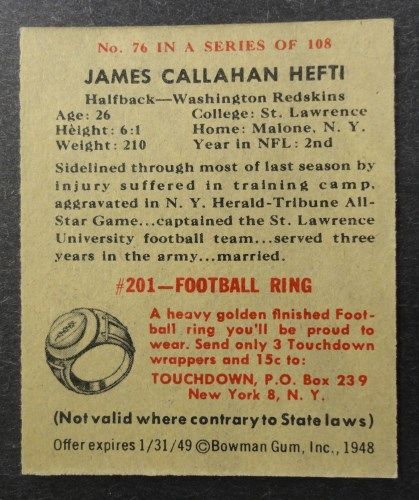 No. 76 IN A SERIES OF 108
JAMES CALLAHAN HEFTI
Halfback—Washington Redskins
Age: 26 College: St. Lawrence
Height: 6:1 Home: Malone, N. Y.
Weight: 210 Year in NFL: 2nd
Sidelined through most of last season by
injury suffered in training camp,
aggravated in N. Y. Herald-Tribune All-
Star Game...captained the St. Lawrence
University football team...served three
years in the army...married.
#201—FOOTBALL RING
A heavy golden finished Foot-
ball ring you'll be proud to
wear. Send only 3 Touchdown
wrappers and 15c to:
TOUCHDOWN, P.O. Box 239
New York 8, N. Y.
(Not valid where contrary to State laws)
Offer expires 1/31/49 ©Bowman Gum, Inc., 1948